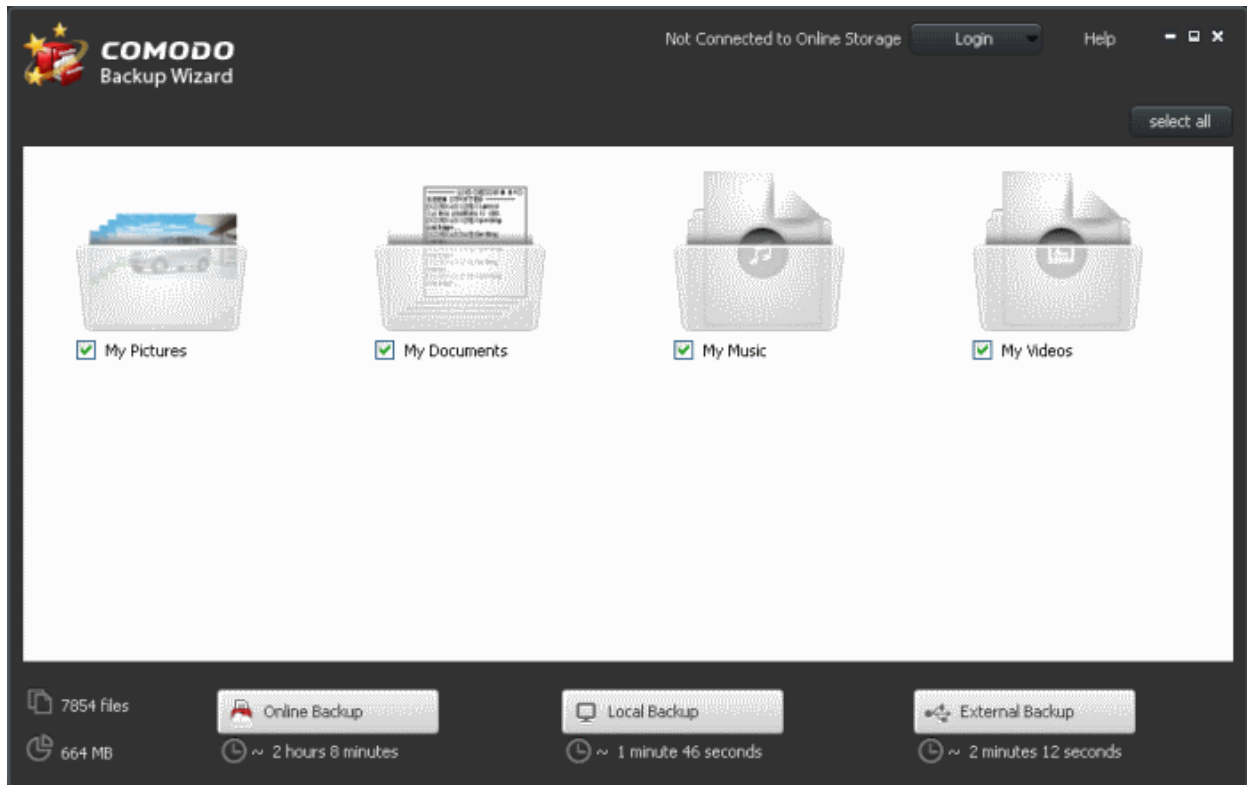 COMODO
Backup Wizard
Not Connected to Online Storage
Login
Help
select all
My Pictures
My Documents
My Music
My Videos
7854 files
Online Backup
Local Backup
External Backup
664 MB
~ 2 hours 8 minutes
~ 1 minute 46 seconds
~ 2 minutes 12 seconds